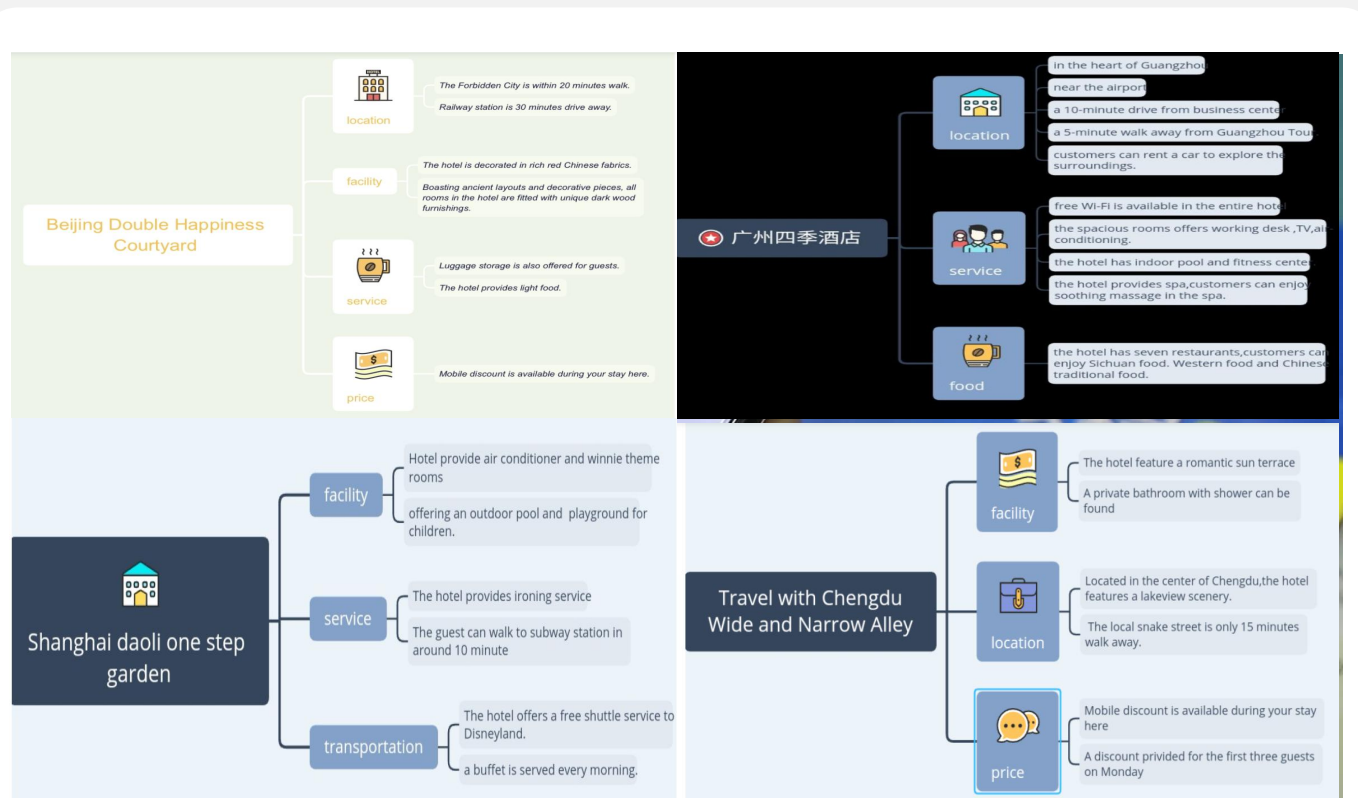 Beijing Double Happiness
Courtyard
location
The Forbidden City is within 20 minutes walk.
Railway station is 30 minutes drive away.
facility
The hotel is decorated in rich red Chinese fabrics.
Boasting ancient layouts and decorative pieces, all
rooms in the hotel are fitted with unique dark wood
furnishings.
service
Luggage storage is also offered for guests.
The hotel provides light food.
price
Mobile discount is available during your stay here.
广州四季酒店
location
in the heart of Guangzhou
near the airport
a 10-minute drive from business center
a 5-minute walk away from Guangzhou Tour.
customers can rent a car to explore the
surroundings.
service
free WI-Fi is available in the entire hotel
the spacious rooms offers working desk ,TV,air
conditioning.
the hotel has indoor pool and fitness center
the hotel provides spa,customers can enjoy
soothing massage in the spa.
food
the hotel has seven restaurants,customers can
enjoy Sichuan food. Western food and Chinese
traditional food.
Shanghai daoli one step
garden
facility
Hotel provide air conditioner and winnie theme
rooms
offering an outdoor pool and playground for
children.
service
The hotel provides ironing service
The guest can walk to subway station in
around 10 minute
transportation
The hotel offers a free shuttle service to
Disneyland.
a buffet is served every morning.
Travel with Chengdu
Wide and Narrow Alley
facility
The hotel feature a romantic sun terrace
A private bathroom with shower can be
found
location
Located in the center of Chengdu,the hotel
features a lakeview scenery.
The local snake street is only 15 minutes
walk away.
price
Mobile discount is available during your stay
here
A discount privided for the first three guests
on Monday